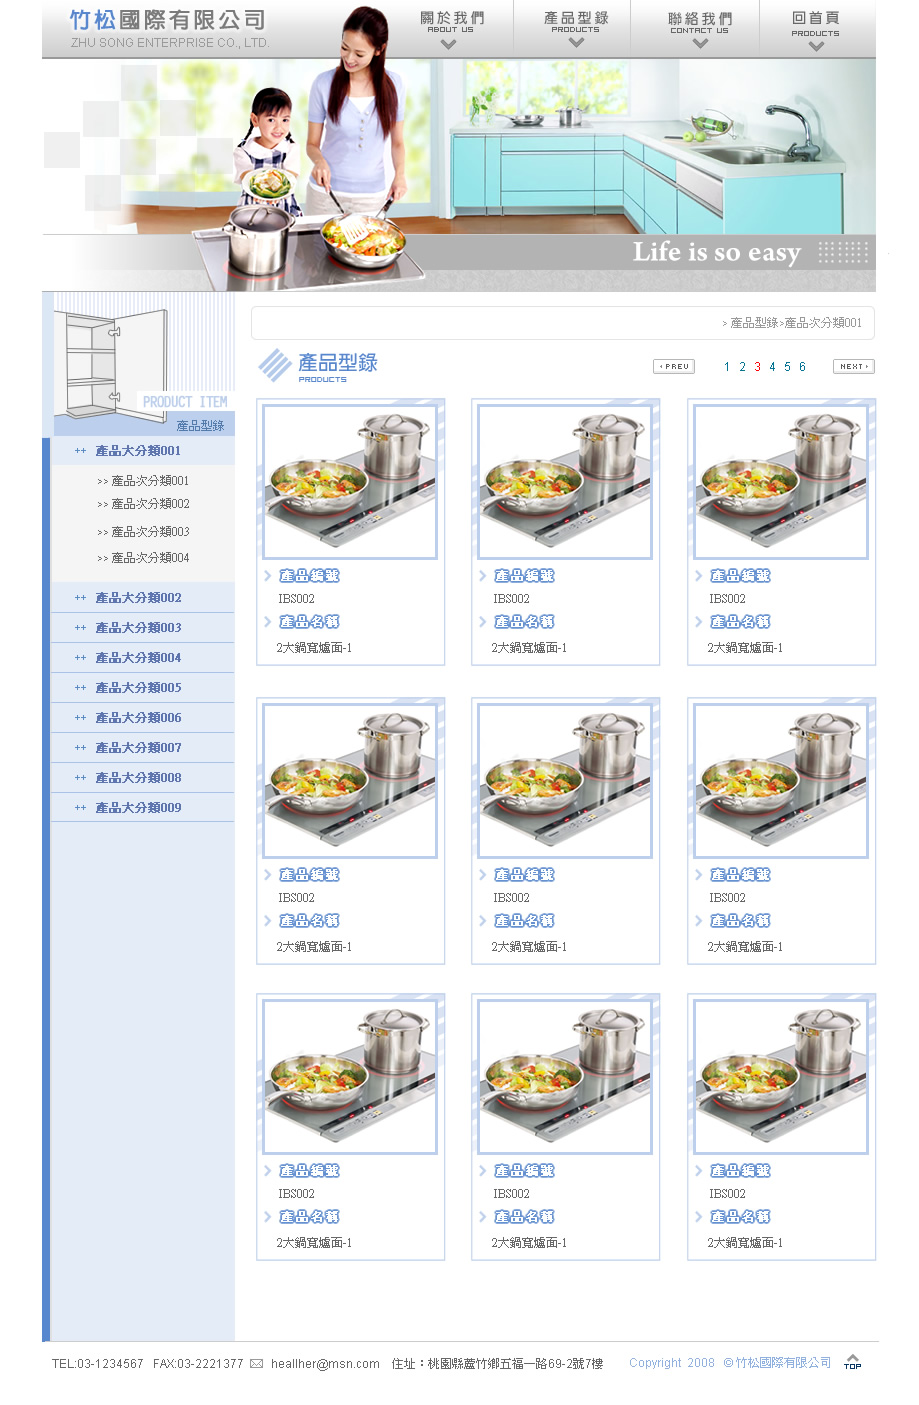 竹松國際有限公司
ZHU SONG ENTERPRISE CO., LTD.
關於我們
ABOUT US
產品型錄
PRODUCTS
聯絡我們
CONTACT US
回首頁
PRODUCTS
Life is so easy
PRODUCT ITEM
產品型錄
++ 產品大分類001
>> 產品次分類001
>> 產品次分類002
>> 產品次分類003
>> 產品次分類004
++ 產品大分類002
++ 產品大分類003
++ 產品大分類004
++ 產品大分類005
++ 產品大分類006
++ 產品大分類007
++ 產品大分類008
++ 產品大分類009
> 產品型錄>產品次分類001
產品型錄
PRODUCTS
PREV 1 2 3 4 5 6 NEXT
產品編號
IBS002
產品名稱
2大鍋寬爐面-1
產品編號
IBS002
產品名稱
2大鍋寬爐面-1
產品編號
IBS002
產品名稱
2大鍋寬爐面-1
產品編號
IBS002
產品名稱
2大鍋寬爐面-1
產品編號
IBS002
產品名稱
2大鍋寬爐面-1
產品編號
IBS002
產品名稱
2大鍋寬爐面-1
產品編號
IBS002
產品名稱
2大鍋寬爐面-1
產品編號
IBS002
產品名稱
2大鍋寬爐面-1
產品編號
IBS002
產品名稱
2大鍋寬爐面-1
TEL:03-1234567 FAX:03-2221377 heallher@msn.com 住址：桃園縣蘆竹鄉五福一路69-2號7樓 Copyright 2008 ©竹松國際有限公司 TOP